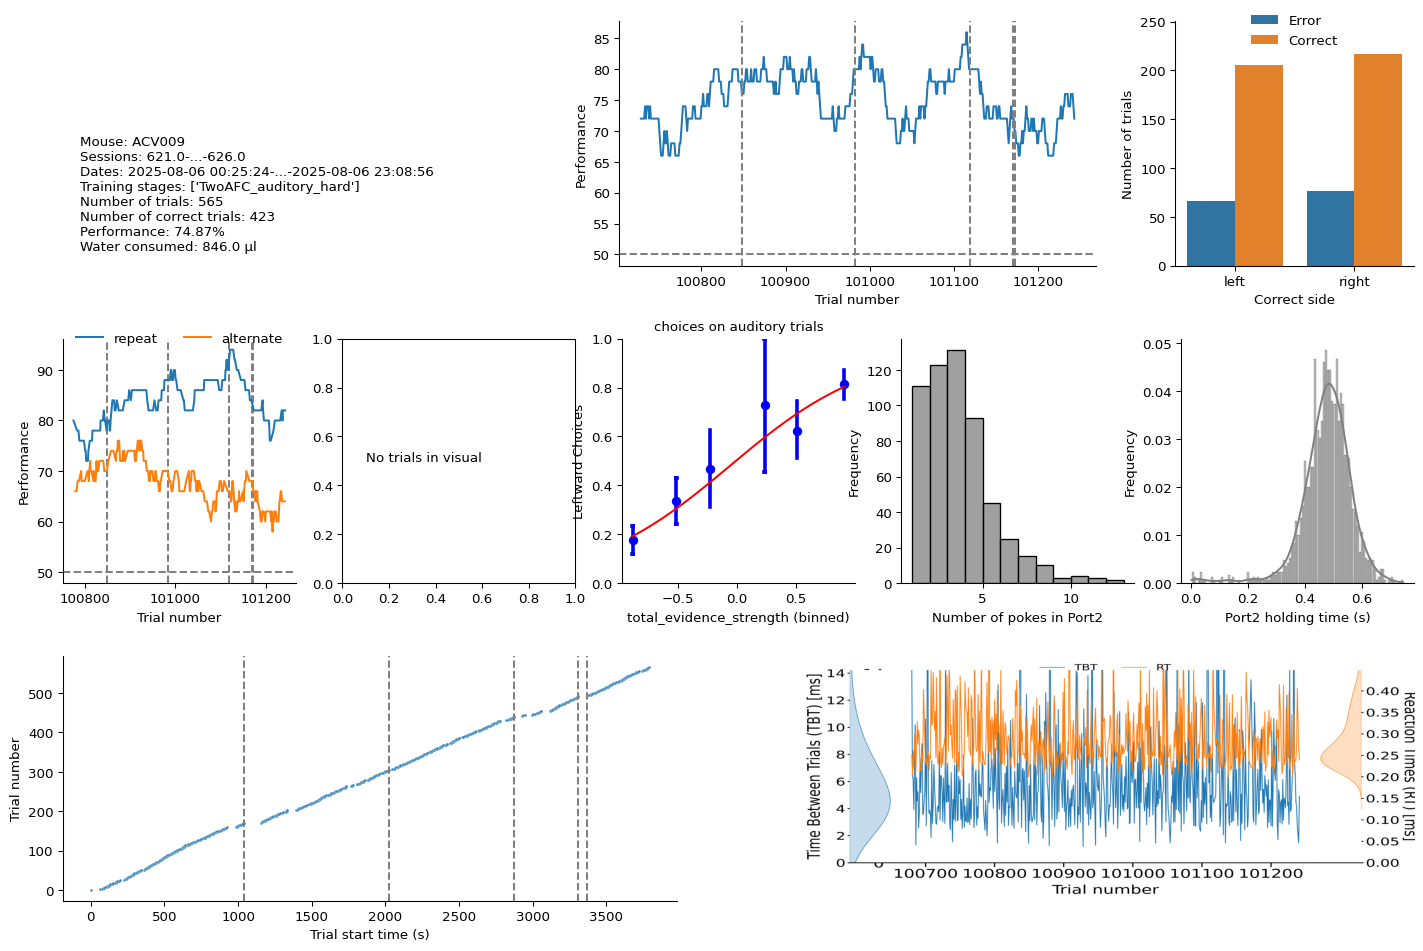 Mouse: ACV009
Sessions: 621.0-...-626.0
Dates: 2025-08-06 00:25:24-...-2025-08-06 23:08:56
Training stages: ['TwoAFC_auditory_hard']
Number of trials: 565
Number of correct trials: 423
Performance: 74.87%
Water consumed: 846.0 µl
Performance
85
80
75
70
65
60
55
50
100800 100900 101000 101100 101200
Trial number
Error
Correct
Number of trials
250
200
150
100
50
0
left right
Correct side
repeat alternate
Performance
90
80
70
60
50
100800 101000 101200
Trial number
1.0
0.8
0.6
0.4
0.2
0.0
No trials in visual
0.0 0.2 0.4 0.6 0.8 1.0
choices on auditory trials
Leftward Choices
1.0
0.8
0.6
0.4
0.2
0.0
−0.5 0.0 0.5
total_evidence_strength (binned)
Frequency
120
100
80
60
40
20
0
5 10
Number of pokes in Port2
Frequency
0.05
0.04
0.03
0.02
0.01
0.00
0.0 0.2 0.4 0.6
Port2 holding time (s)
Trial number
500
400
300
200
100
0
0 500 1000 1500 2000 2500 3000 3500
Trial start time (s)
TBT RT
Time Between Trials (TBT) [ms]
14
12
10
8
6
4
2
0
0
100700 100800 100900 101000 101100 101200
Trial number
0.40
0.35
0.30
0.25
0.20
0.15
0.10
0.05
0.00
Reaction Times (RT) [ms]